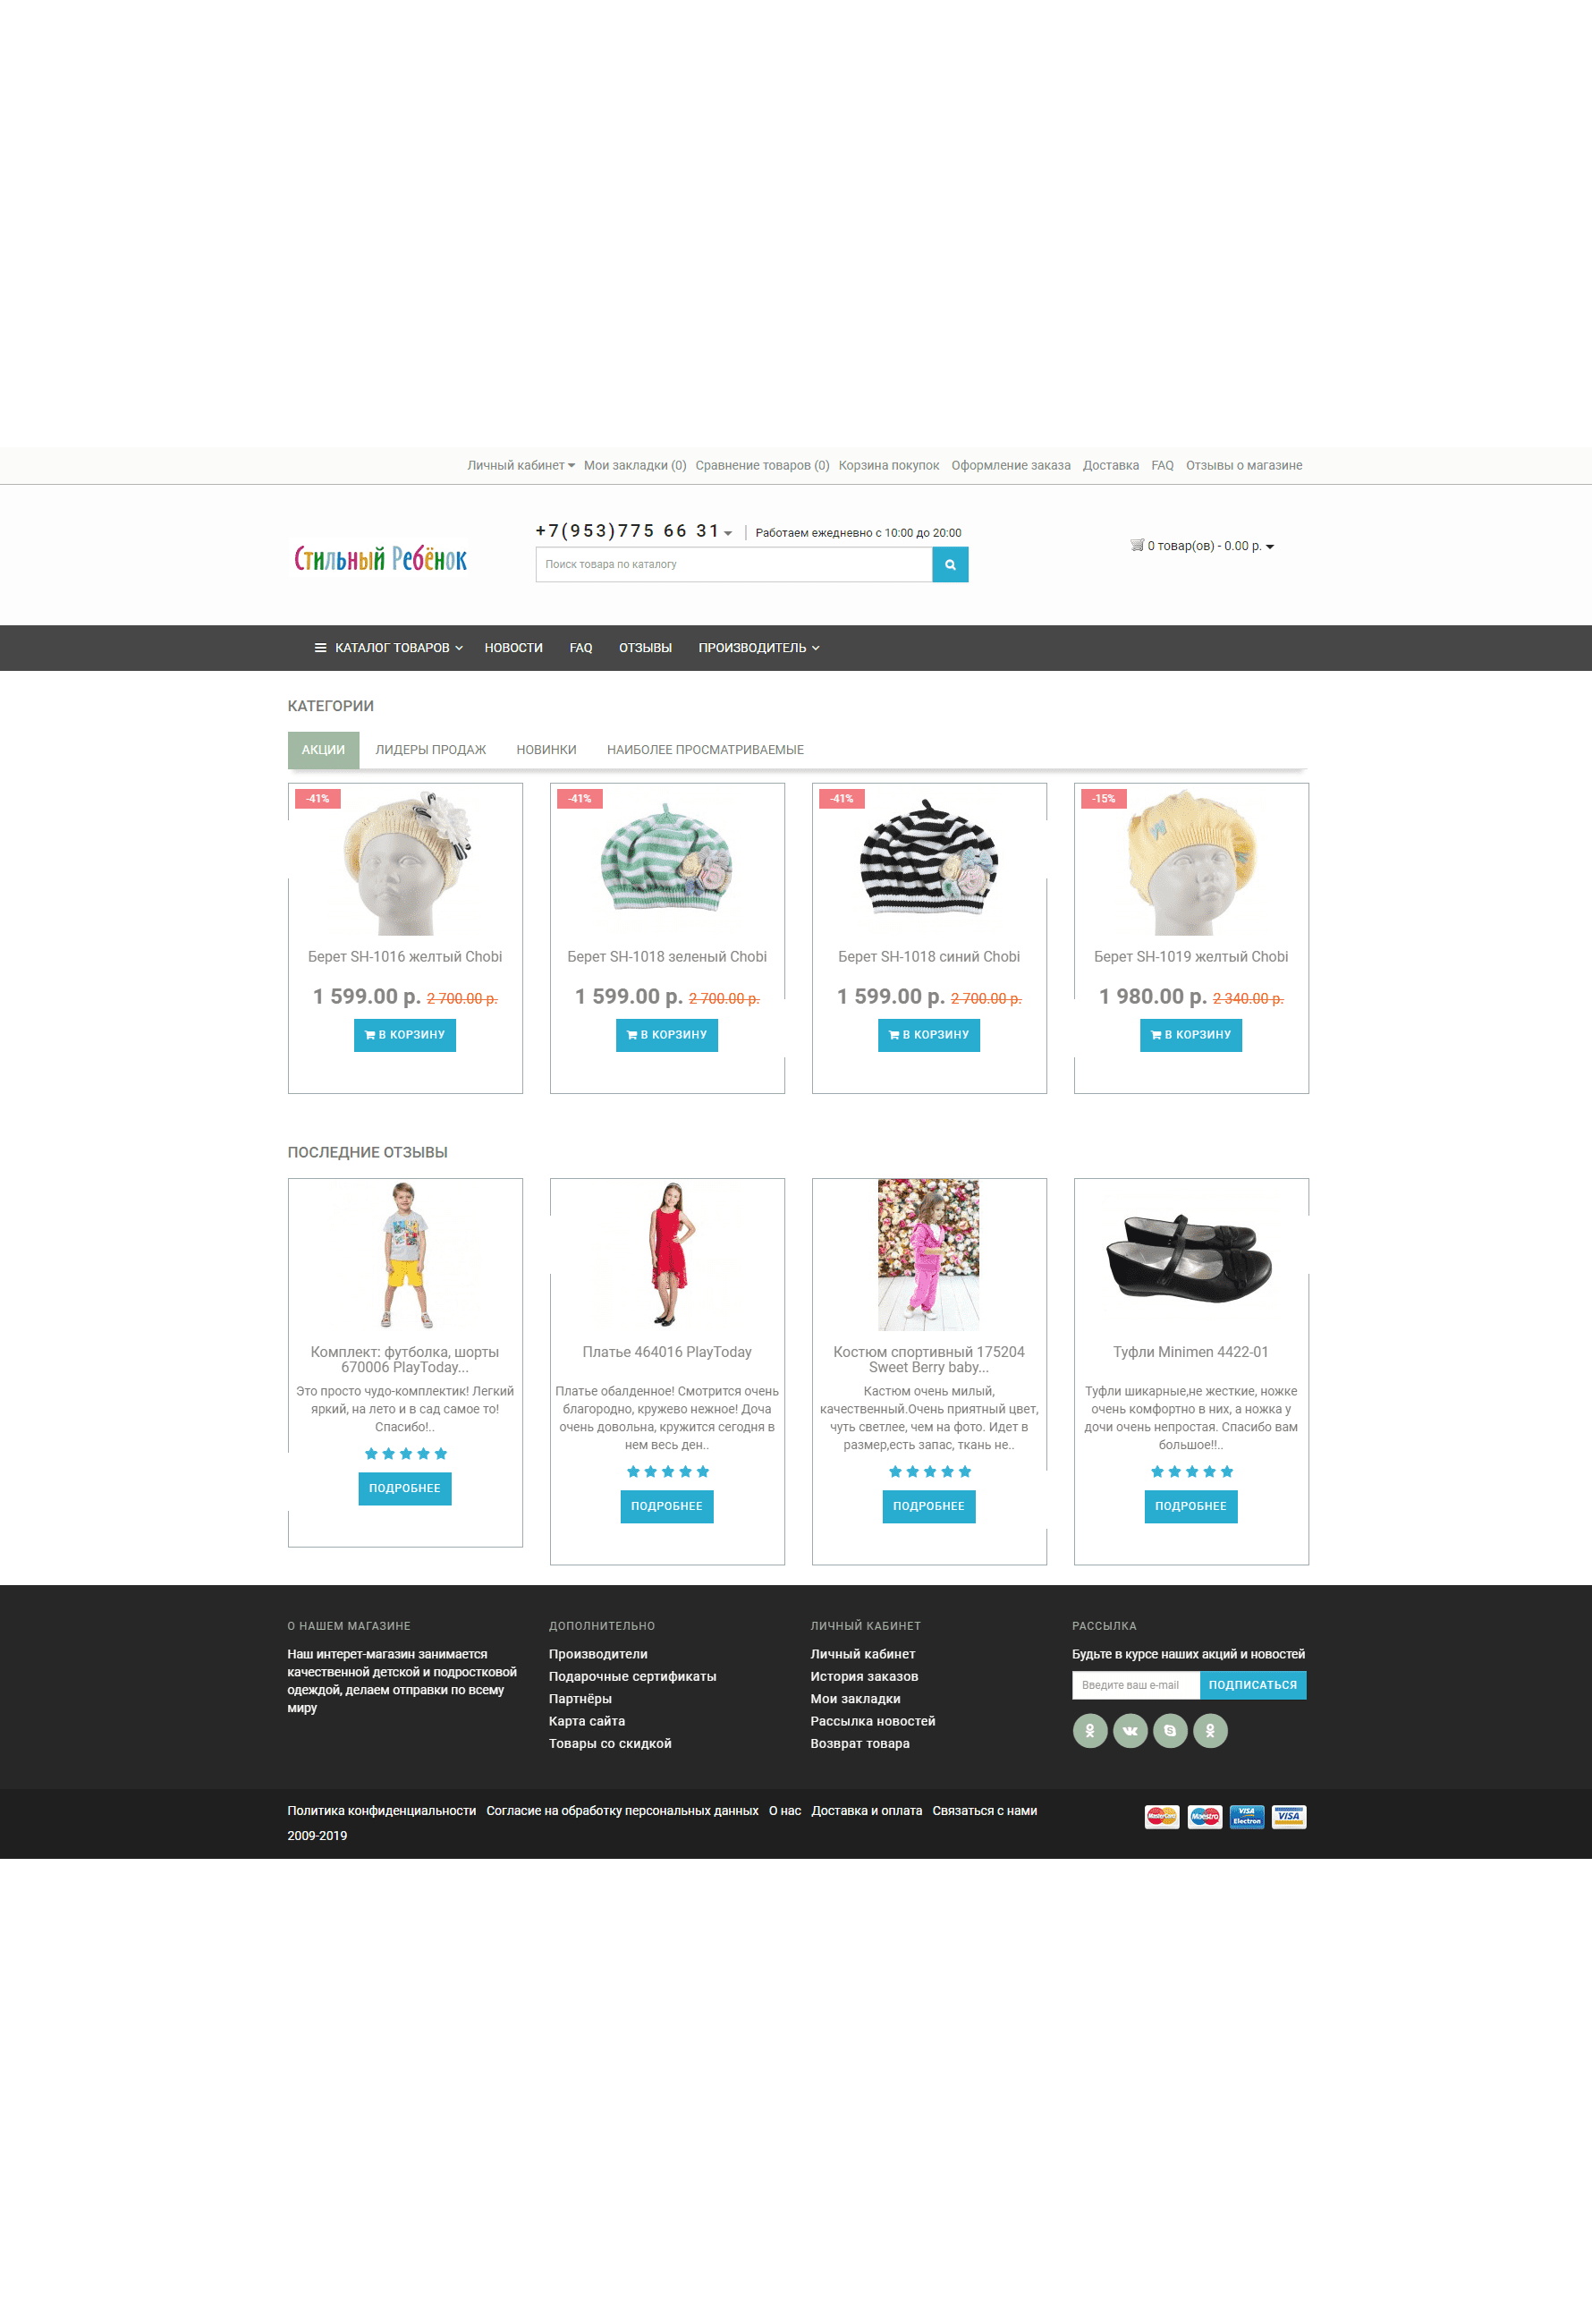 Личный кабинет Мои закладки (0) Сравнение товаров (0) Корзина покупок Оформление заказа Доставка FAQ Отзывы о магазине
+7(953)775 66 31 Работаем ежедневно с 10:00 до 20:00
Стильный Ребёнок
Поиск товара по каталогу
0 товар(ов) - 0.00 р.
КАТАЛОГ ТОВАРОВ НОВОСТИ FAQ ОТЗЫВЫ ПРОИЗВОДИТЕЛЬ
КАТЕГОРИИ
АКЦИИ ЛИДЕРЫ ПРОДАЖ НОВИНКИ НАИБОЛЕЕ ПРОСМАТРИВАЕМЫЕ
-41%
Берет SH-1016 желтый Chobi
1 599.00 р. 2 700.00 р.
В КОРЗИНУ
-41%
Берет SH-1018 зеленый Chobi
1 599.00 р. 2 700.00 р.
В КОРЗИНУ
-41%
Берет SH-1018 синий Chobi
1 599.00 р. 2 700.00 р.
В КОРЗИНУ
-15%
Берет SH-1019 желтый Chobi
1 980.00 р. 2 340.00 р.
В КОРЗИНУ
ПОСЛЕДНИЕ ОТЗЫВЫ
Комплект: футболка, шорты
670006 PlayToday...
Это просто чудо-комплектик! Легкий
яркий, на лето и в сад самое то!
Спасибо!..
ПОДРОБНЕЕ
Платье 464016 PlayToday
Платье обалденное! Смотрится очень
благородно, кружево нежное! Доча
очень довольна, кружится сегодня в
нем весь ден..
ПОДРОБНЕЕ
Костюм спортивный 175204
Sweet Berry baby...
Кастюм очень милый,
качественный.Очень приятный цвет,
чуть светлее, чем на фото. Идет в
размер,есть запас, ткань не..
ПОДРОБНЕЕ
Туфли Minimen 4422-01
Туфли шикарные,не жесткие, ножке
очень комфортно в них, а ножка у
дочи очень непростая. Спасибо вам
большое!!..
ПОДРОБНЕЕ
О НАШЕМ МАГАЗИНЕ
Наш интерет-магазин занимается
качественной детской и подростковой
одеждой, делаем отправки по всему
миру
ДОПОЛНИТЕЛЬНО
Производители
Подарочные сертификаты
Партнёры
Карта сайта
Товары со скидкой
ЛИЧНЫЙ КАБИНЕТ
Личный кабинет
История заказов
Мои закладки
Рассылка новостей
Возврат товара
РАССЫЛКА
Будьте в курсе наших акций и новостей
Введите ваш e-mail ПОДПИСАТЬСЯ
Политика конфиденциальности Согласие на обработку персональных данных О нас Доставка и оплата Связаться с нами
2009-2019
MasterCard Maestro VISA Electron VISA